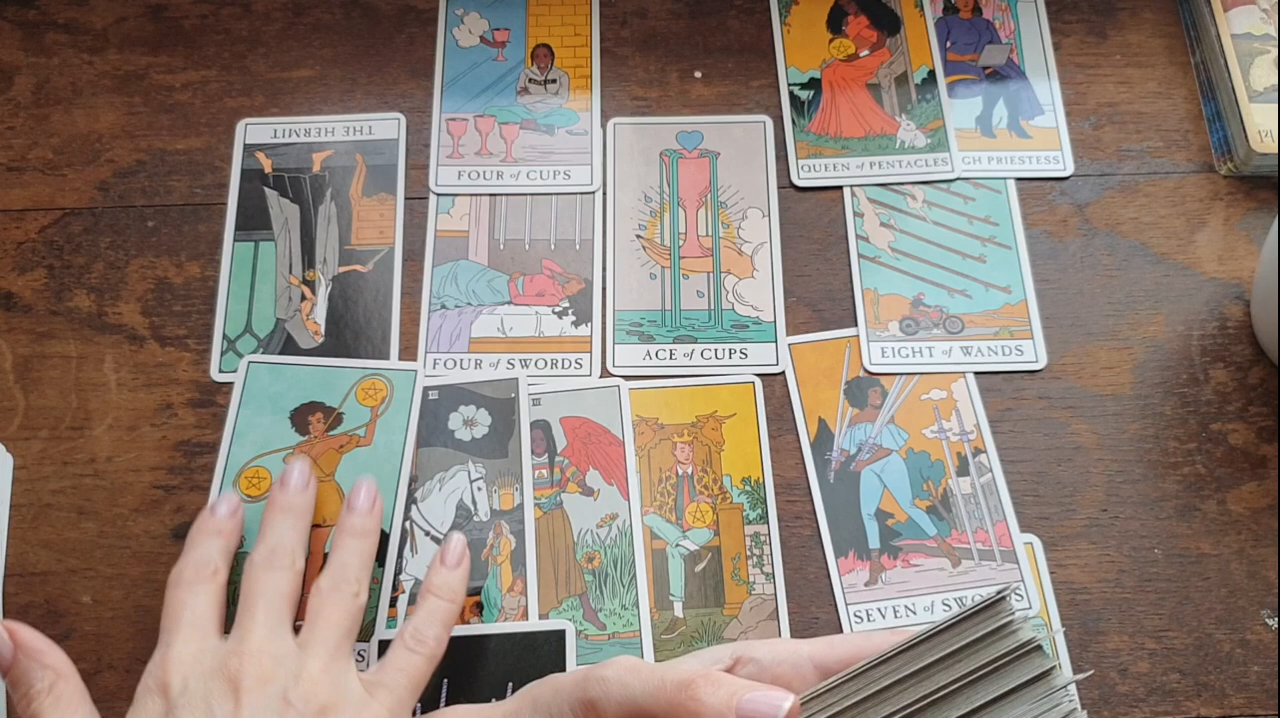 FOUR of CUPS
QUEEN of PENTACLES
GH PRIESTESS
THE HERMIT
FOUR of SWORDS
ACE of CUPS
EIGHT of WANDS
XIII
SEVEN of SWORDS